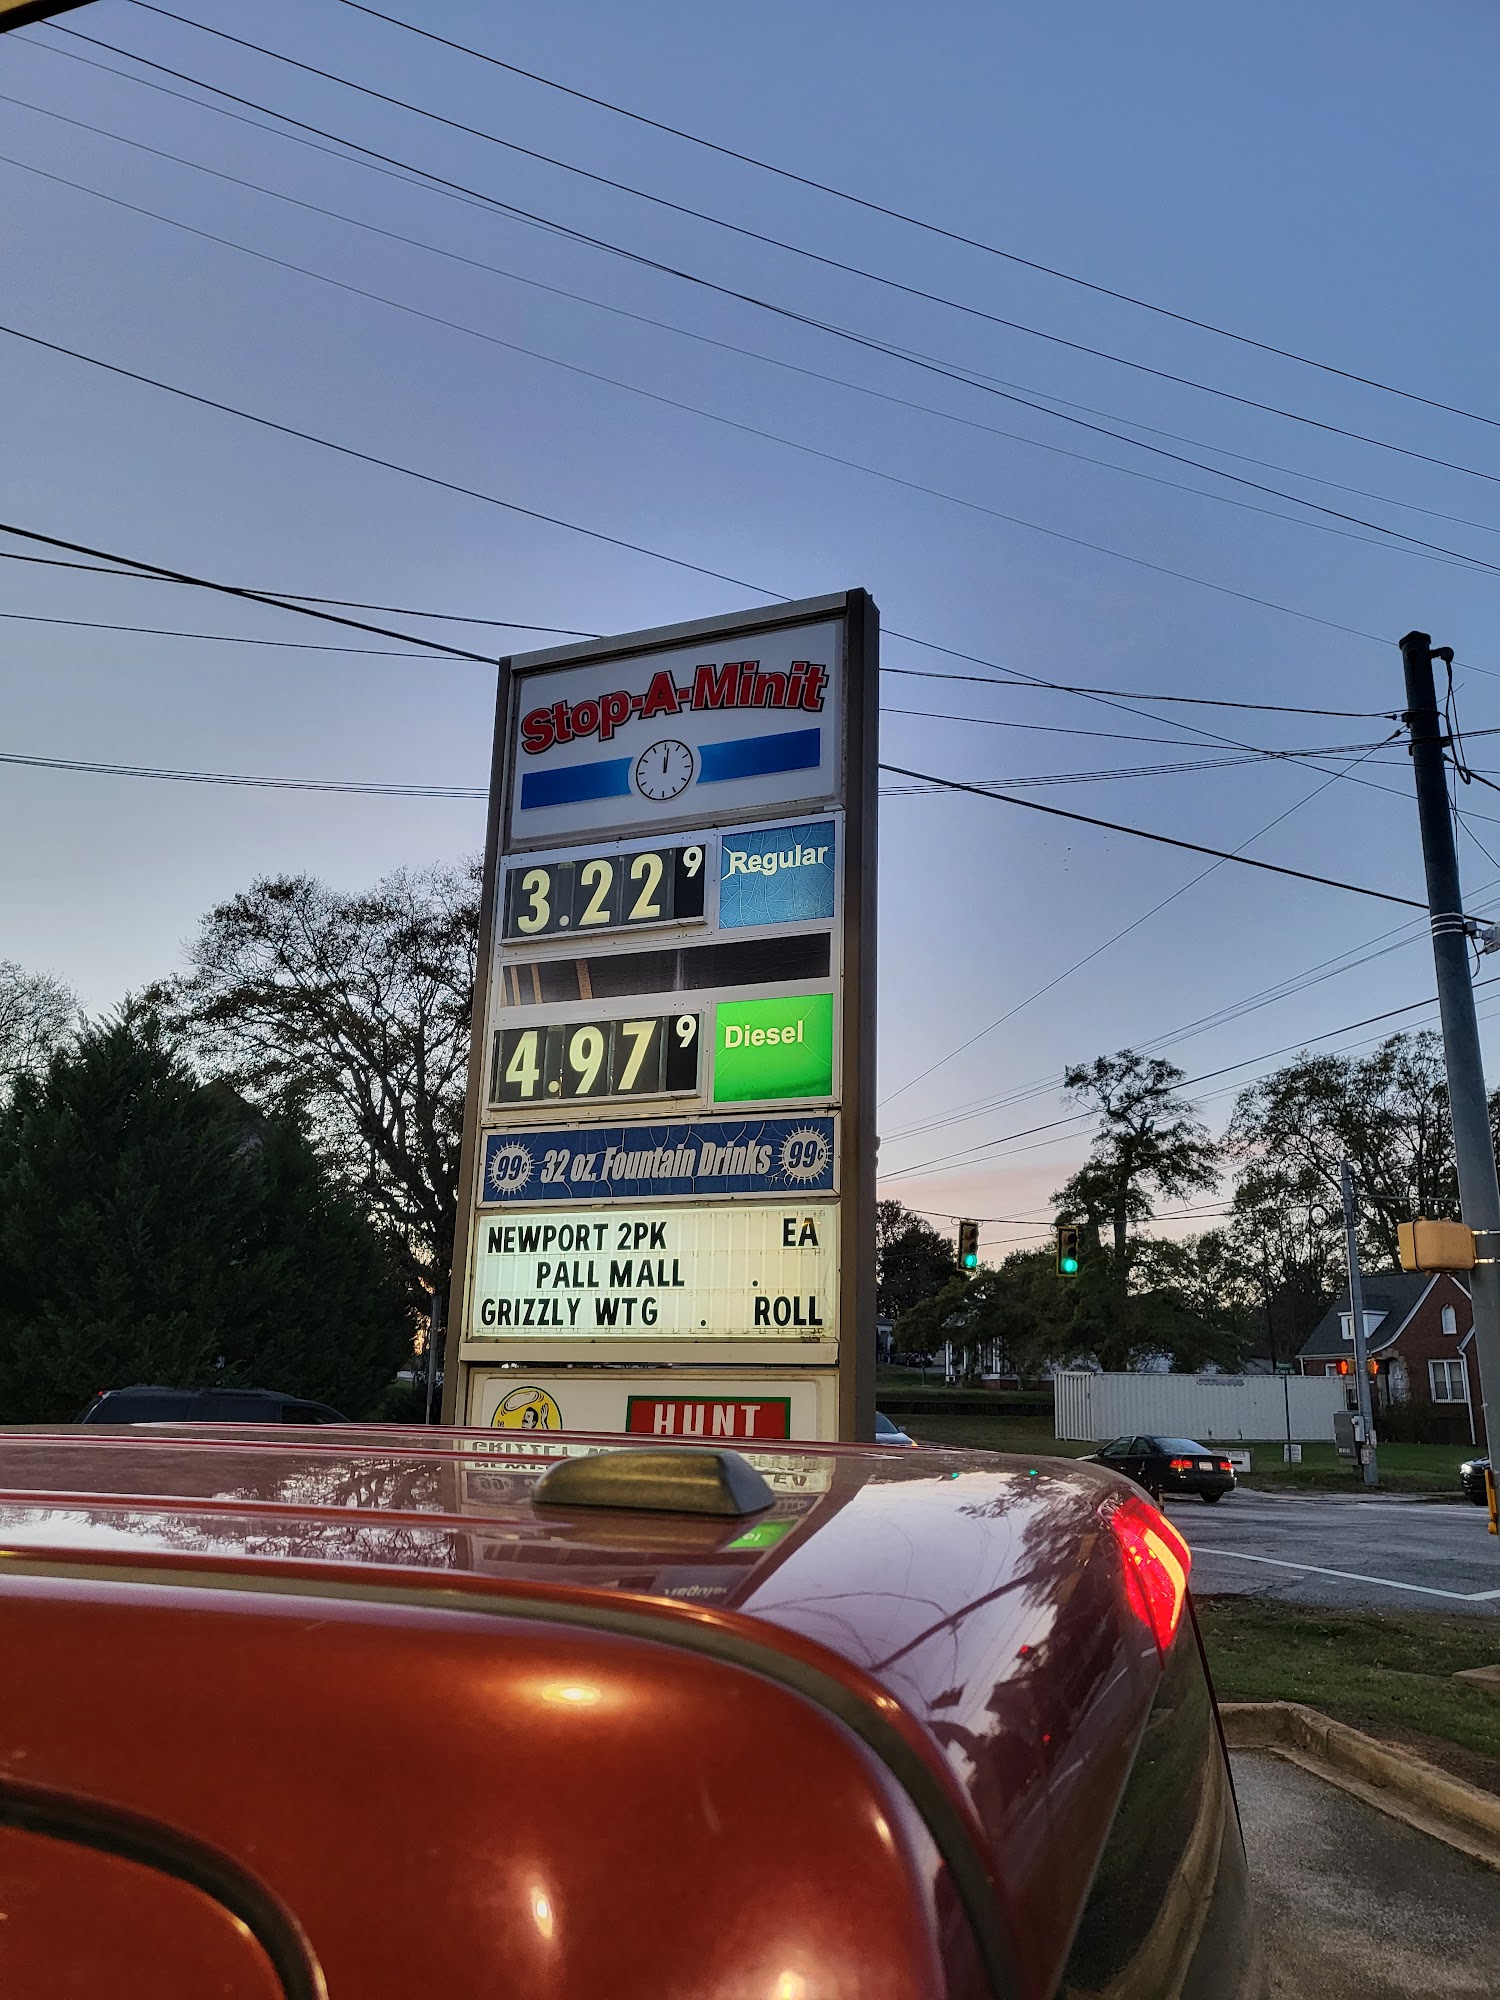 Stop-A-Minit
3.22 9 Regular
4.97 9 Diesel
99¢ 32 oz. Fountain Drinks 99¢
NEWPORT 2PK EA
PALL MALL .
GRIZZLY WTG . ROLL
HUNT